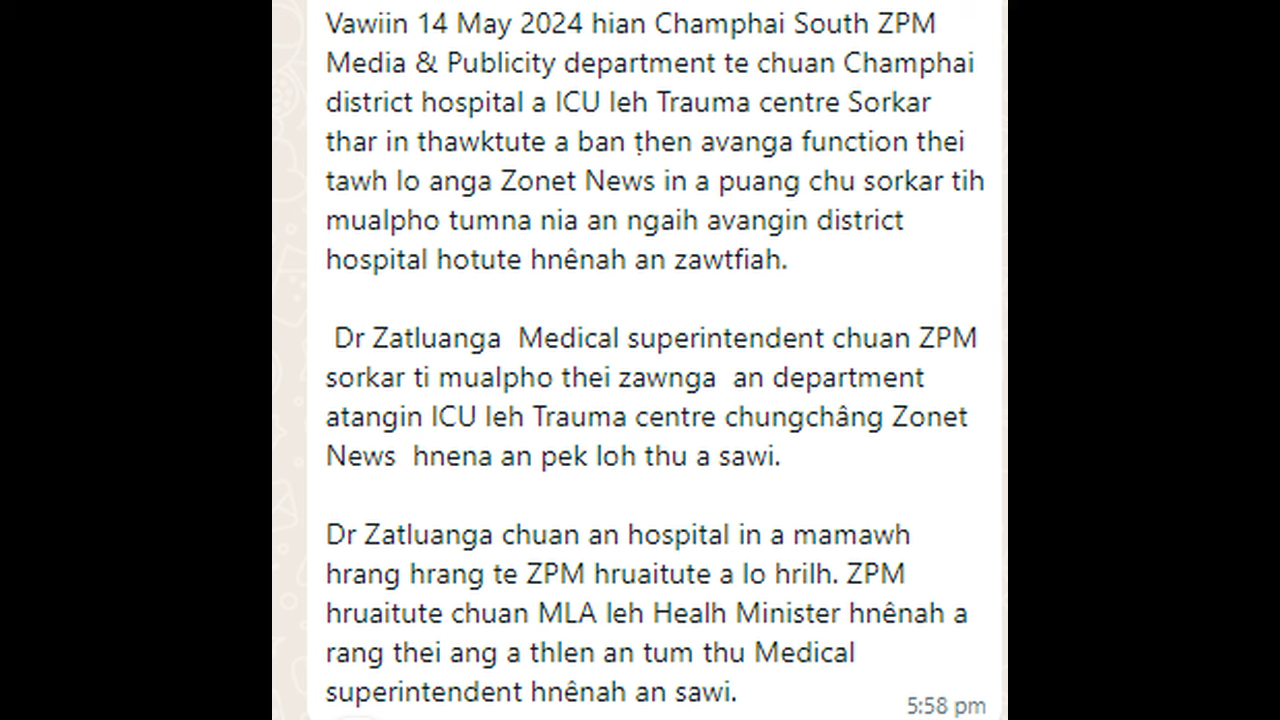 Vawiin 14 May 2024 hian Champhai South ZPM
Media & Publicity department te chuan Champhai
district hospital a ICU leh Trauma centre Sorkar
thar in thawktute a ban ṭhen avanga function thei
tawh lo anga Zonet News in a puang chu sorkar tih
mualpho tumna nia an ngaih avangin district
hospital hotute hnênah an zawtfiah.
Dr Zatluanga  Medical superintendent chuan ZPM
sorkar ti mualpho thei zawnga  an department
atangin ICU leh Trauma centre chungchâng Zonet
News  hnena an pek loh thu a sawi.
Dr Zatluanga chuan an hospital in a mamawh
hrang hrang te ZPM hruaitute a lo hrilh. ZPM
hruaitute chuan MLA leh Healh Minister hnênah a
rang thei ang a thlen an tum thu Medical
superintendent hnênah an sawi.
5:58 pm